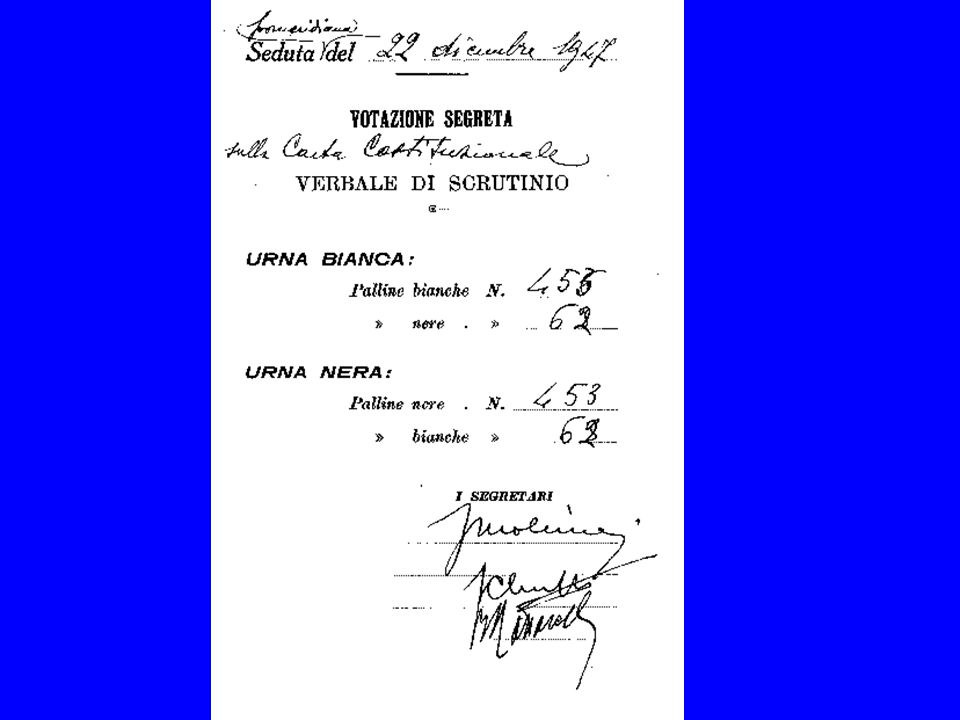 (pomeridiana)
Seduta del 22 dicembre 1947
VOTAZIONE SEGRETA
sulla Carta Costituzionale
VERBALE DI SCRUTINIO
URNA BIANCA:
Palline bianche N. 453
» nere . » 62
URNA NERA:
Palline nere . N. 453
» bianche » 62
I SEGRETARI